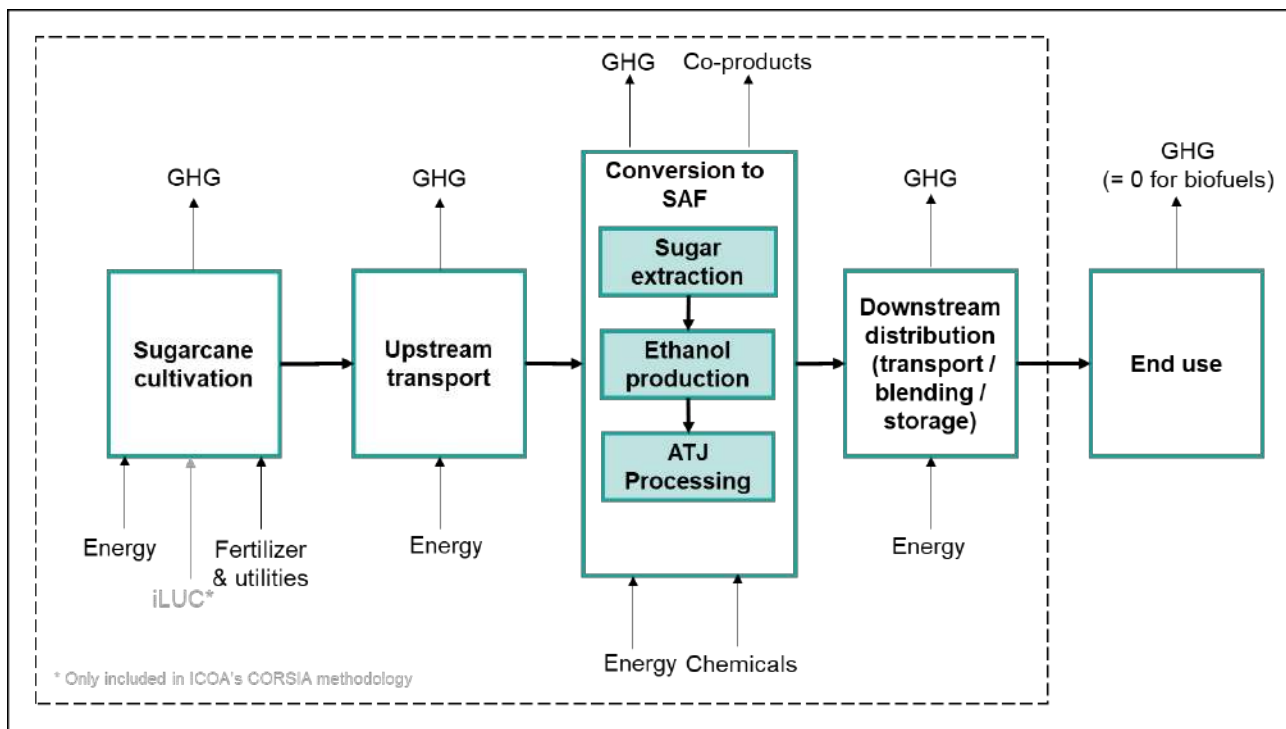 GHG
Co-products
GHG
GHG
Conversion to
SAF
GHG
GHG
(= 0 for biofuels)
Sugarcane
cultivation
Upstream
transport
Sugar
extraction
Ethanol
production
ATJ
Processing
Downstream
distribution
(transport /
blending /
storage)
End use
Energy
iLUC*
Fertilizer
& utilities
Energy
Energy
Chemicals
Energy
* Only included in ICOA's CORSIA methodology